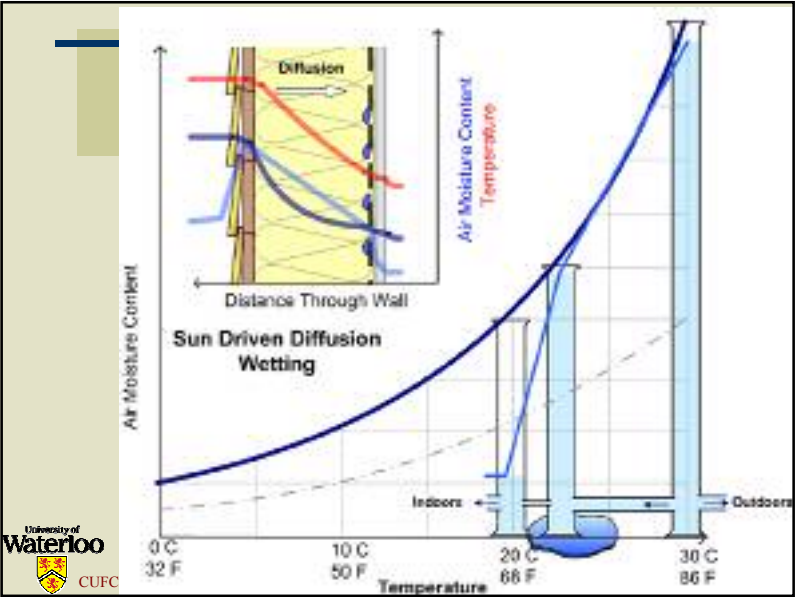 Diffusion
Air Moisture Content
Temperature
Distance Through Wall
Sun Driven Diffusion
Wetting
Air Moisture Content
Indoors
Outdoors
0 C
32 F
10 C
50 F
20 C
68 F
30 C
86 F
Temperature
University of
Waterloo
CUFC